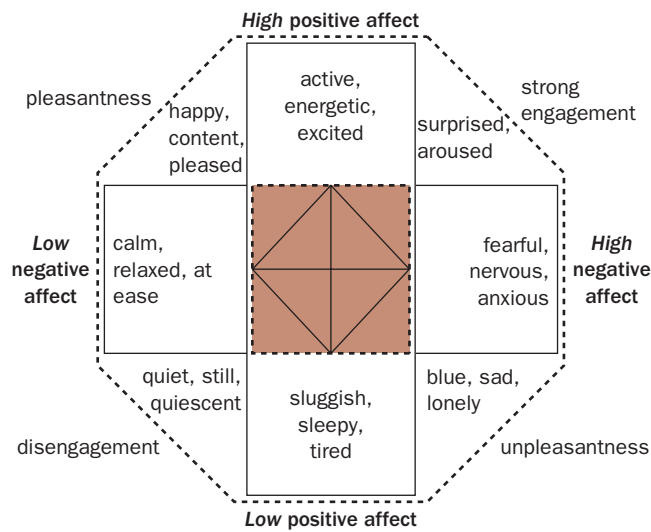 High positive affect
pleasantness
strong
engagement
happy,
content,
pleased
active,
energetic,
excited
surprised,
aroused
Low
negative
affect
calm,
relaxed, at
ease
fearful,
nervous,
anxious
High
negative
affect
quiet, still,
quiescent
sluggish,
sleepy,
tired
blue, sad,
lonely
disengagement
unpleasantness
Low positive affect